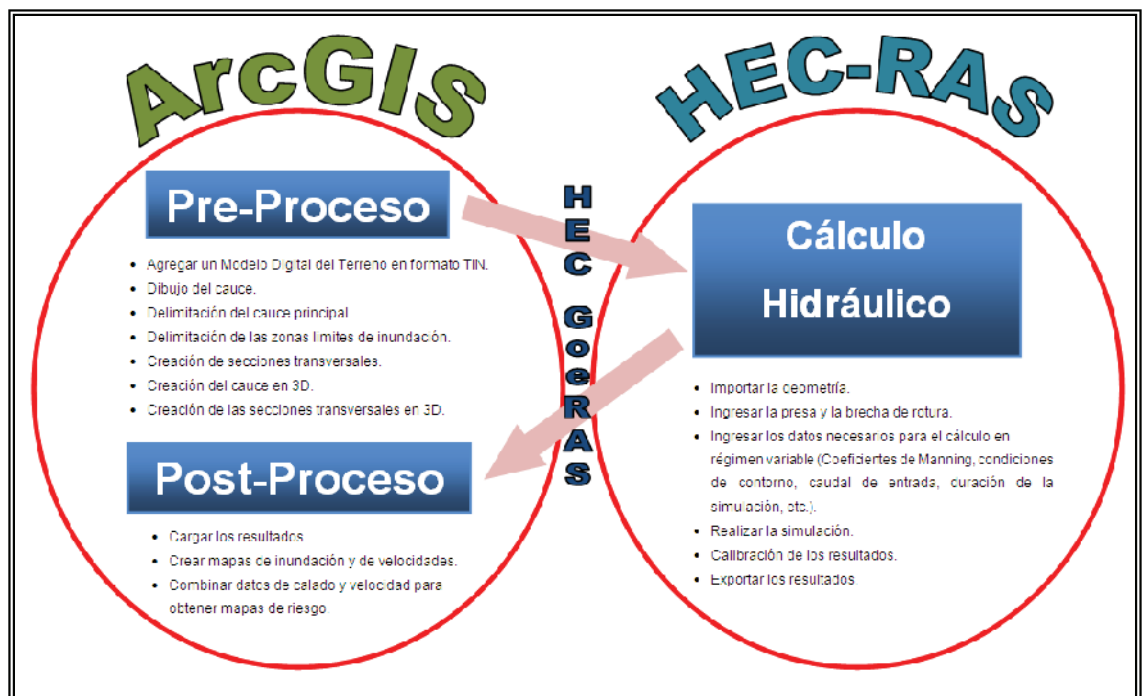 ArcGIS
HEC-RAS
Pre-Proceso
• Agregar un Modelo Digital del Terreno en formato TIN.
• Dibujo del cauce.
• Delimitación del cauce principal
• Delimitación de las zonas limites de inundación.
• Creación de secciones transversales.
• Creación del cauce en 3D.
• Creación de las secciones transversales en 3D.
Post-Proceso
• Cargar los resultados
• Crear mapas de inundación y de velocidades.
• Combinar datos de calado y velocidad para
obtener mapas de riesgo.
HEC GoeRAS
Cálculo
Hidráulico
• Importar la geometría.
• Ingresar la presa y la brecha de rotura.
• Ingresar los datos necesarios para el cálculo en
régimen variable (Coeficientes de Manning, condiciones
de contorno, caudal de entrada, duración de la
simulación, etc.).
• Realizar la simulación.
• Calibración de los resultados.
• Exportar los resultados.